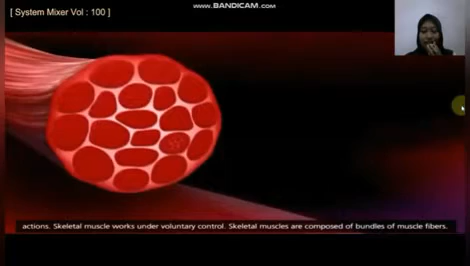 [ System Mixer Vol : 100 ]
www.BANDICAM.com
actions. Skeletal muscle works under voluntary control. Skeletal muscles are composed of bundles of muscle fibers.